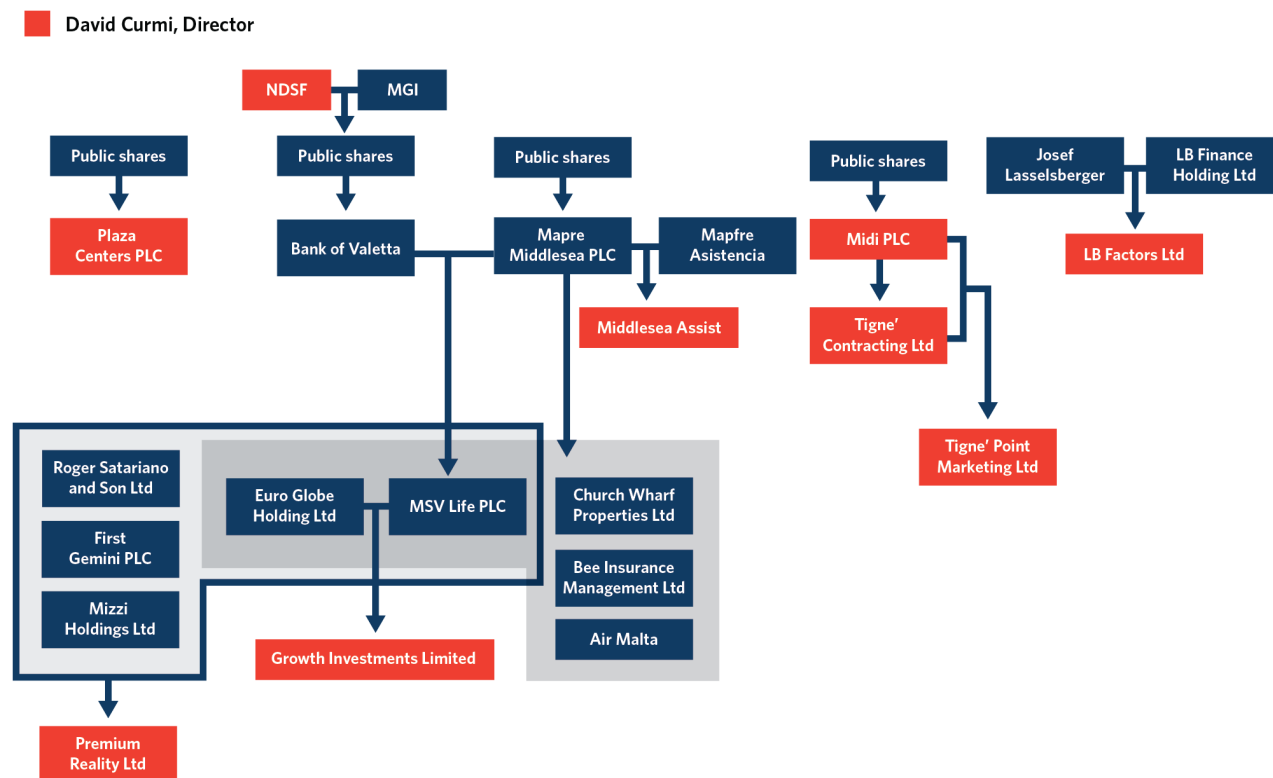 David Curmi, Director
NDSF
MGI
Public shares
Public shares
Public shares
Public shares
Josef
Lasselsberger
LB Finance
Holding Ltd
Plaza
Centers PLC
Bank of Valetta
Mapre
Middlesea PLC
Mapfre
Asistencia
Midi PLC
LB Factors Ltd
Middlesea Assist
Tigne’
Contracting Ltd
Tigne’ Point
Marketing Ltd
Roger Satariano
and Son Ltd
First
Gemini PLC
Mizzi
Holdings Ltd
Euro Globe
Holding Ltd
MSV Life PLC
Church Wharf
Properties Ltd
Bee Insurance
Management Ltd
Air Malta
Growth Investments Limited
Premium
Reality Ltd